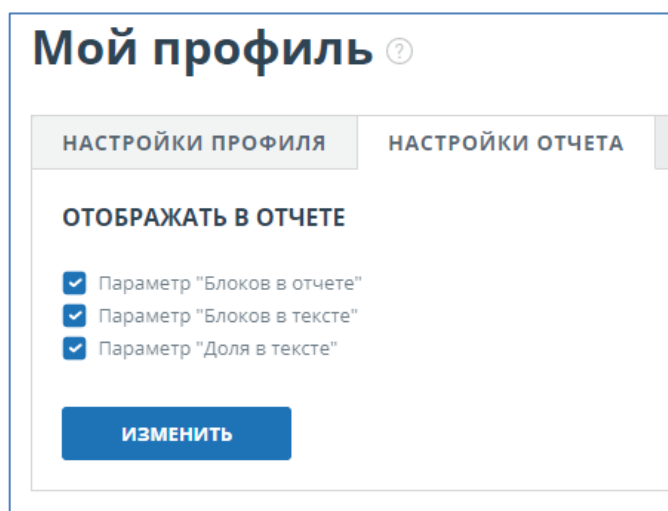 Мой профиль ?
НАСТРОЙКИ ПРОФИЛЯ
НАСТРОЙКИ ОТЧЕТА
ОТОБРАЖАТЬ В ОТЧЕТЕ
Параметр "Блоков в отчете"
Параметр "Блоков в тексте"
Параметр "Доля в тексте"
ИЗМЕНИТЬ